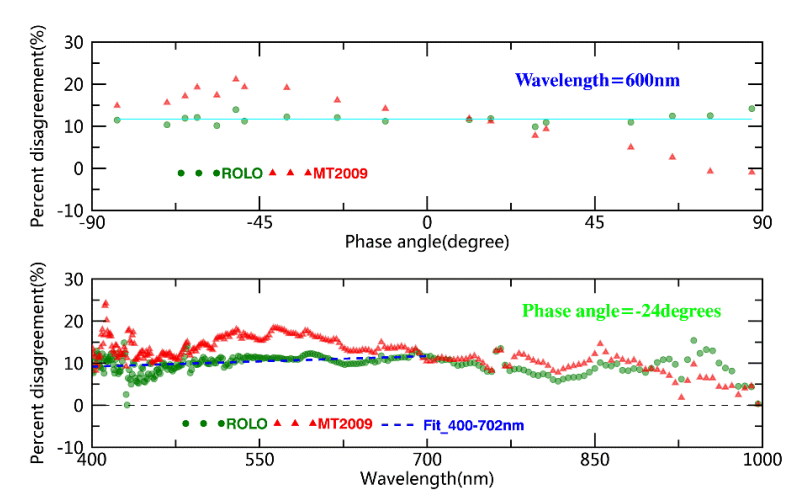 30
20
10
0
-10
Percent disagreement(%)
Wavelength=600nm
ROLO MT2009
-90 -45 0 45 90
Phase angle(degree)
30
20
10
0
-10
Percent disagreement(%)
Phase angle=-24degrees
ROLO MT2009 Fit_400-702nm
400 550 700 850 1000
Wavelength(nm)